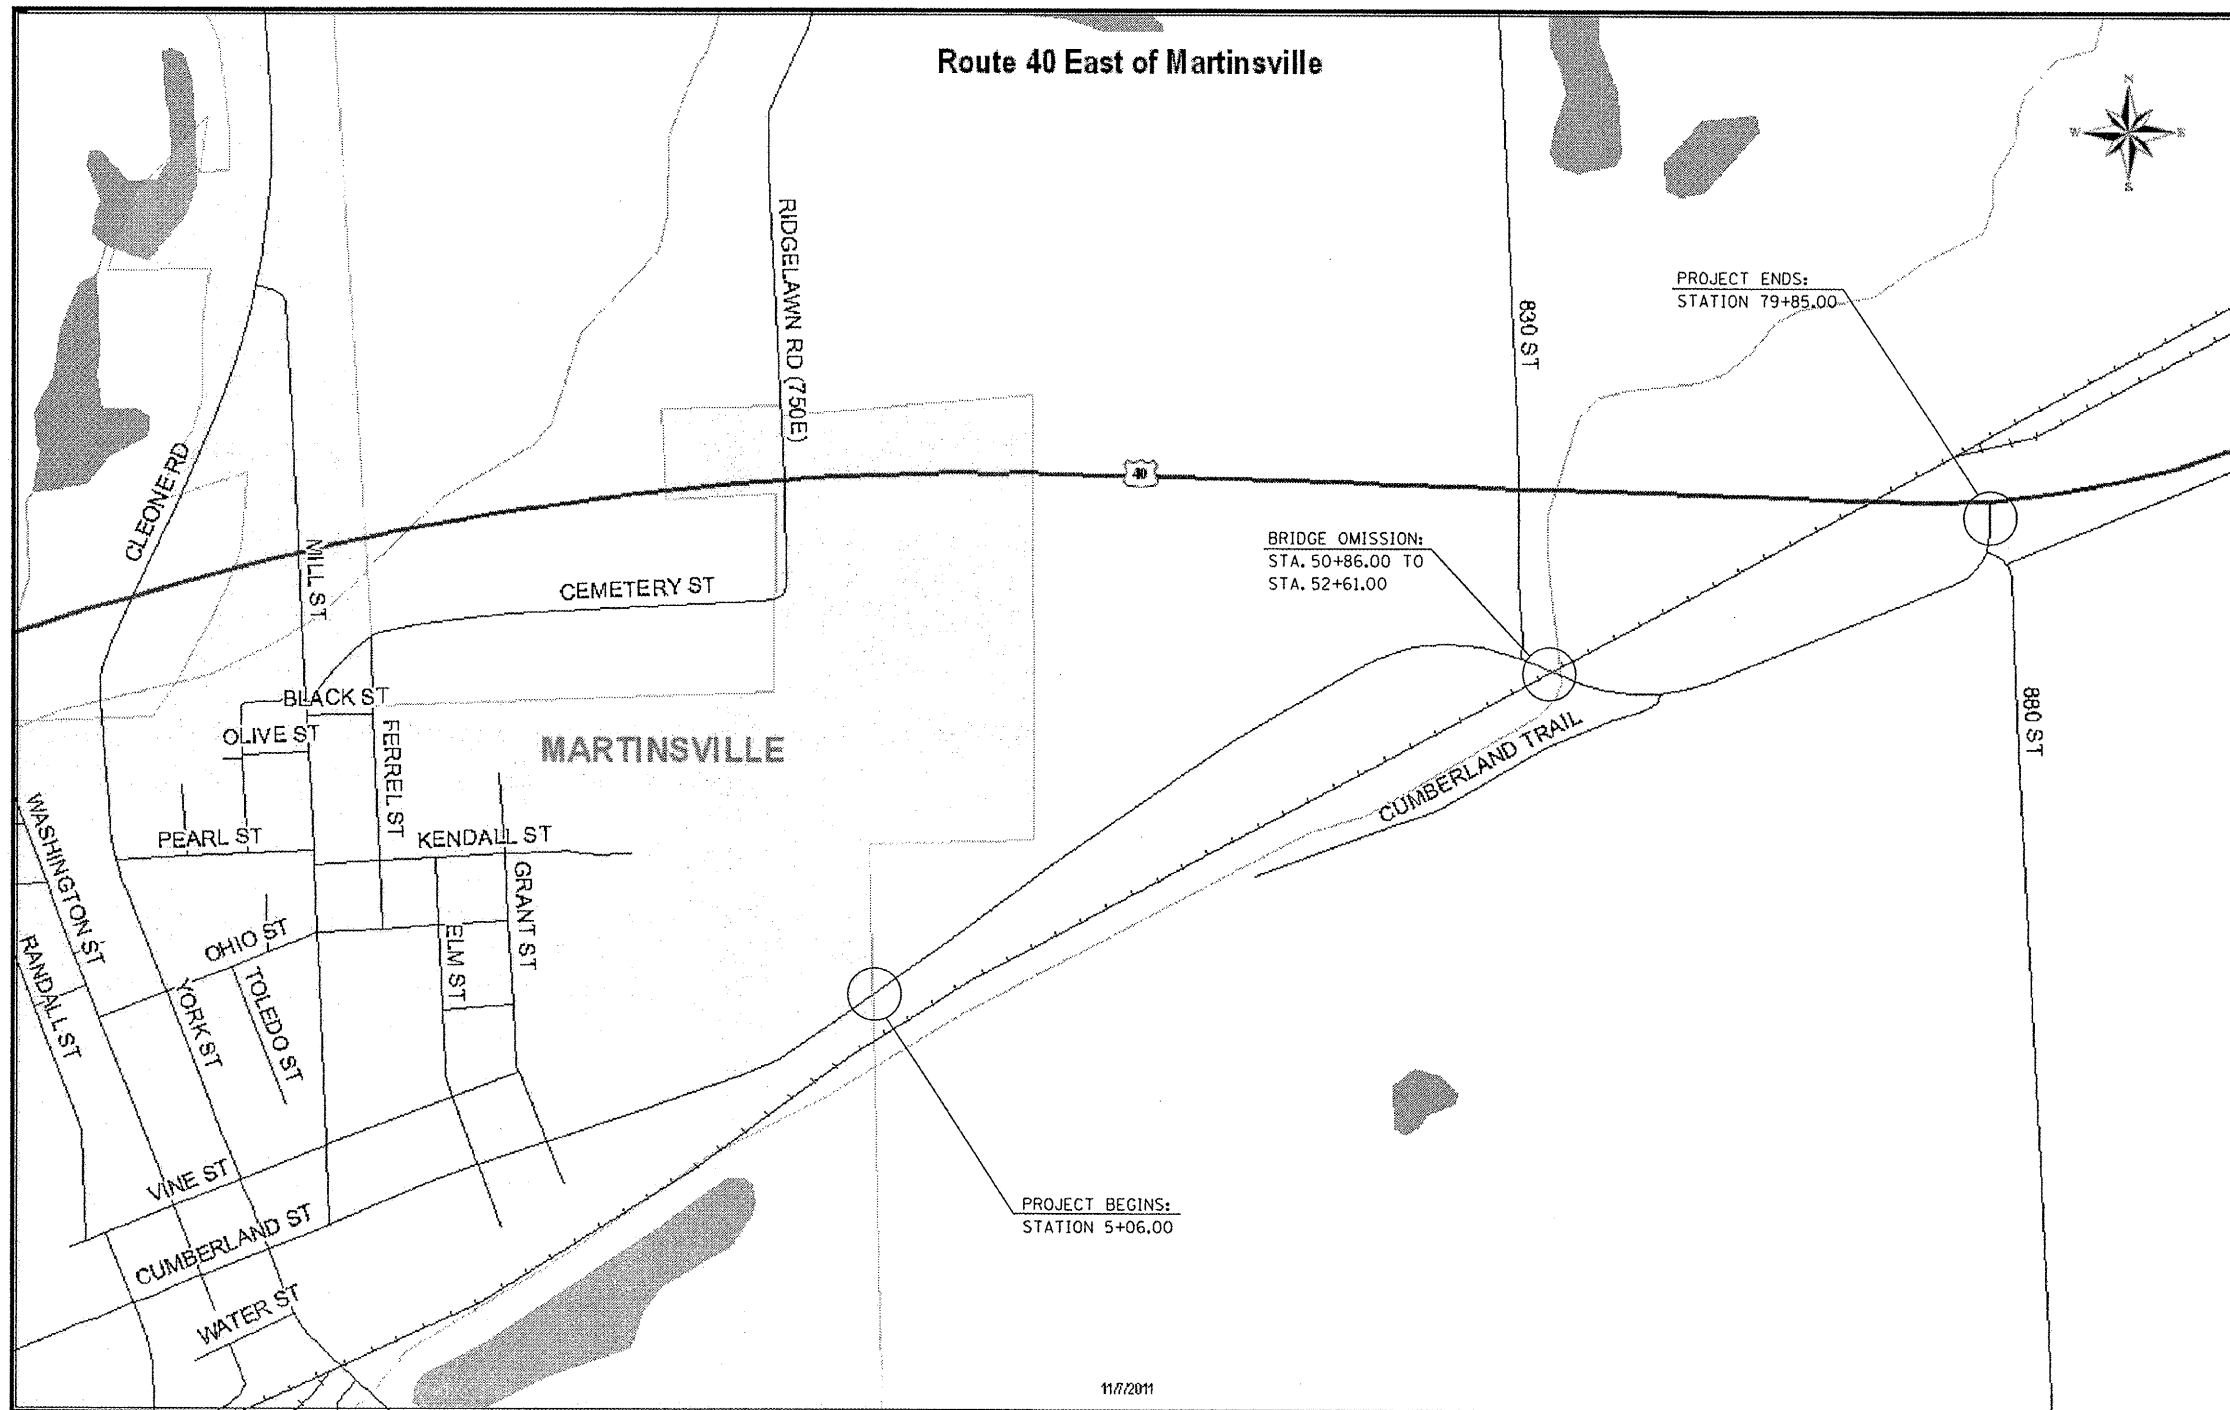 Route 40 East of Martinsville
N
W
E
S
RIDGELAWN RD (750E)
830 ST
PROJECT ENDS:
STATION 79+85.00
CLEONE RD
40
MILL ST
CEMETERY ST
BRIDGE OMISSION:
STA. 50+86.00 TO
STA. 52+61.00
BLACK ST
OLIVE ST
FERREL ST
MARTINSVILLE
CUMBERLAND TRAIL
880 ST
WASHINGTON ST
PEARL ST
KENDALL ST
GRANT ST
RANDALL ST
OHIO ST
ELM ST
YORK ST
TOLEDO ST
VINE ST
CUMBERLAND ST
PROJECT BEGINS:
STATION 5+06.00
WATER ST
11/7/2011